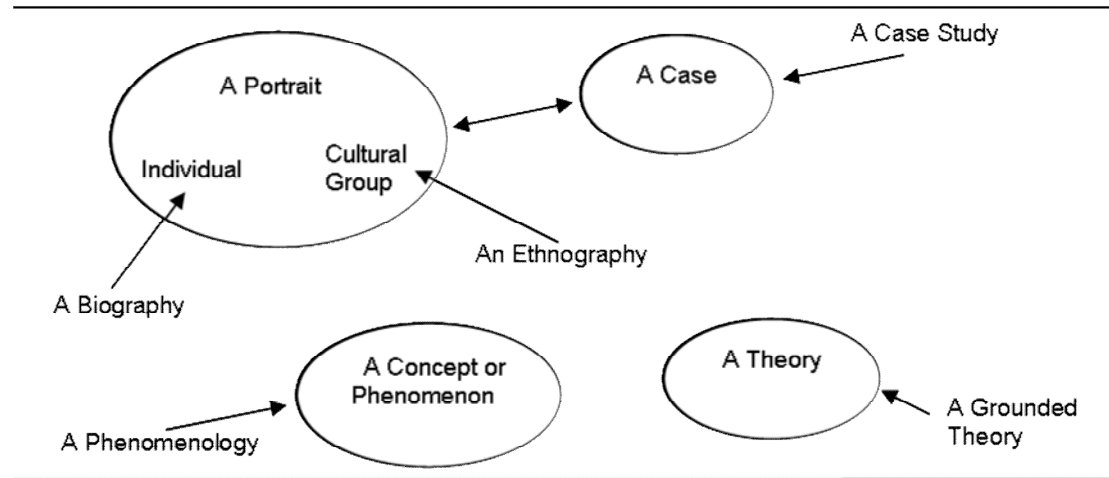 A Case Study
A Portrait
A Case
Individual
Cultural
Group
An Ethnography
A Biography
A Concept or
Phenomenon
A Theory
A Phenomenology
A Grounded
Theory